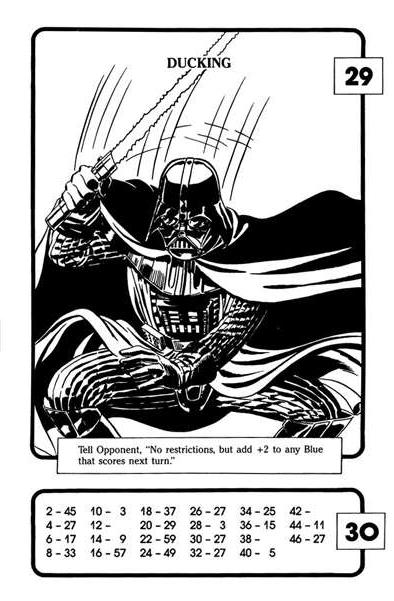 DUCKING
29
Tell Opponent, “No restrictions, but add +2 to any Blue
that scores next turn.”
2 - 45 10 - 3 18 - 37 26 - 27 34 - 25 42 -
4 - 27 12 - 20 - 29 28 - 3 36 - 15 44 - 11
6 - 17 14 - 9 22 - 59 30 - 27 38 - 46 - 27
8 - 33 16 - 57 24 - 49 32 - 27 40 - 5
30